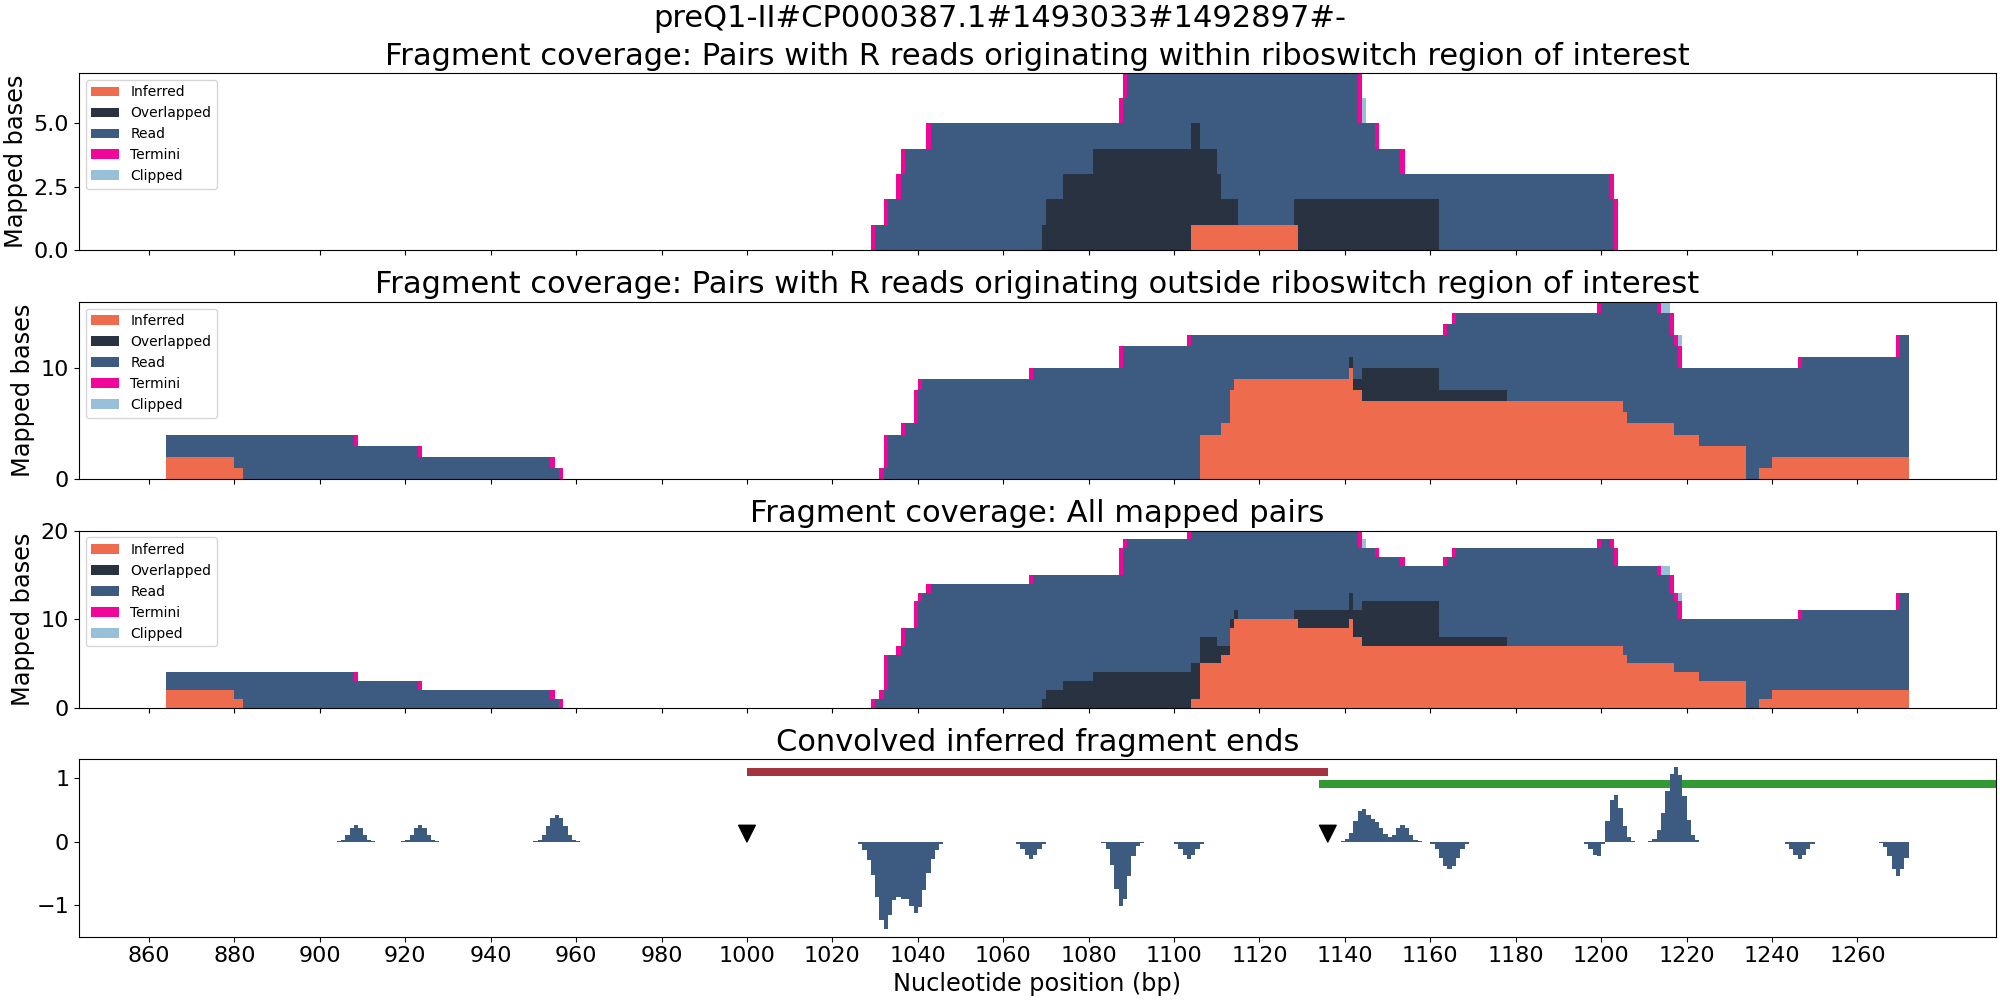 preQ1-II#CP000387.1#1493033#1492897#-
Fragment coverage: Pairs with R reads originating within riboswitch region of interest
Mapped bases
5.0
2.5
0.0
Inferred
Overlapped
Read
Termini
Clipped
Fragment coverage: Pairs with R reads originating outside riboswitch region of interest
Mapped bases
10
0
Inferred
Overlapped
Read
Termini
Clipped
Fragment coverage: All mapped pairs
Mapped bases
20
10
0
Inferred
Overlapped
Read
Termini
Clipped
Convolved inferred fragment ends
1
0
−1
860 880 900 920 940 960 980 1000 1020 1040 1060 1080 1100 1120 1140 1160 1180 1200 1220 1240 1260
Nucleotide position (bp)